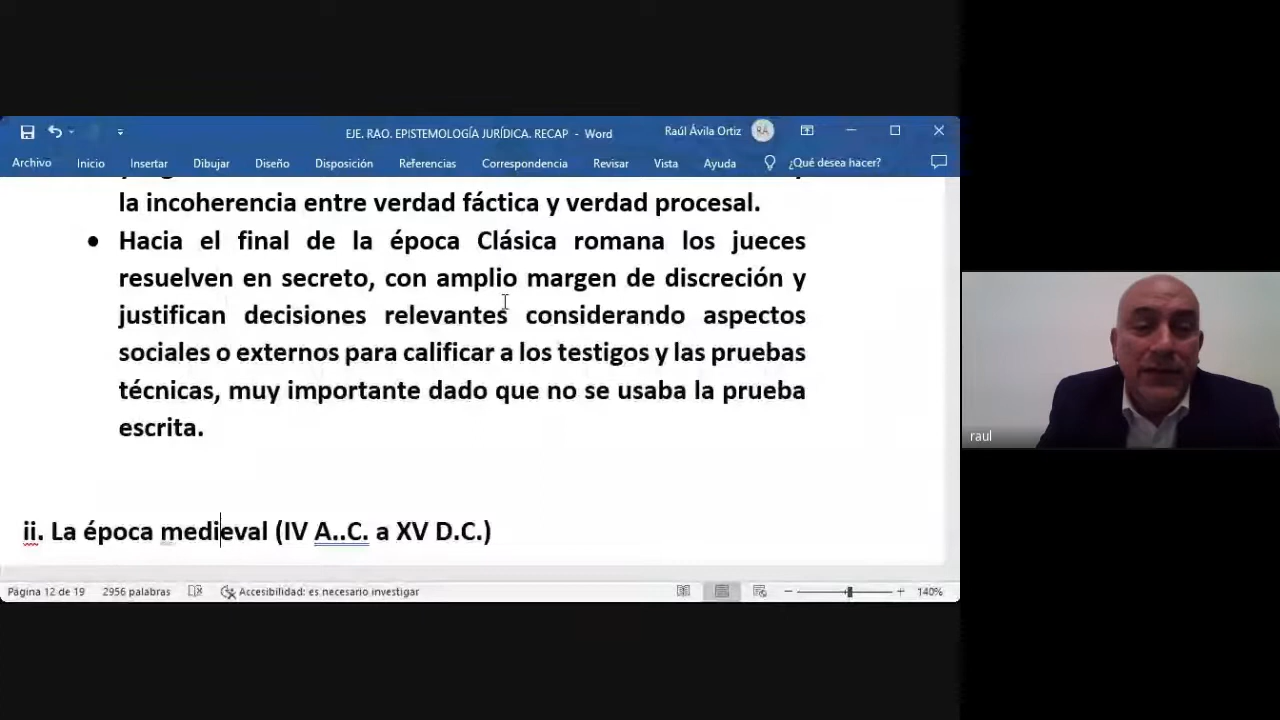 EJE. RAO. EPISTEMOLOGÍA JURÍDICA. RECAP - Word Raúl Ávila Ortiz RA
Archivo Inicio Insertar Dibujar Diseño Disposición Referencias Correspondencia Revisar Vista Ayuda ¿Qué desea hacer?
la incoherencia entre verdad fáctica y verdad procesal.
• Hacia el final de la época Clásica romana los jueces
resuelven en secreto, con amplio margen de discreción y
justifican decisiones relevantes considerando aspectos
sociales o externos para calificar a los testigos y las pruebas
técnicas, muy importante dado que no se usaba la prueba
escrita.
raul
ii. La época medieval (IV A..C. a XV D.C.)
Página 12 de 19 2956 palabras Accesibilidad: es necesario investigar 140%